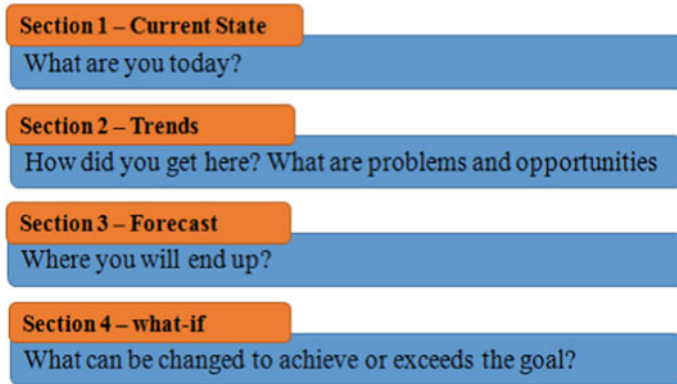 Section 1 – Current State
What are you today?
Section 2 – Trends
How did you get here? What are problems and opportunities
Section 3 – Forecast
Where you will end up?
Section 4 – what-if
What can be changed to achieve or exceeds the goal?